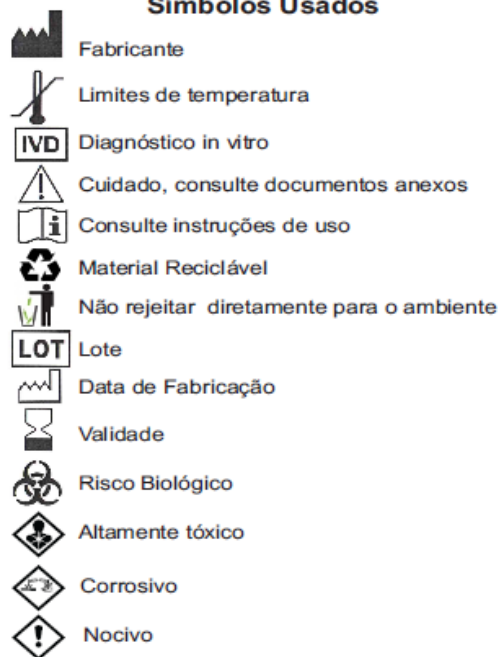 Símbolos Usados
Fabricante
Limites de temperatura
IVD Diagnóstico in vitro
Cuidado, consulte documentos anexos
i Consulte instruções de uso
Material Reciclável
Não rejeitar diretamente para o ambiente
LOT Lote
Data de Fabricação
Validade
Risco Biológico
Altamente tóxico
Corrosivo
Nocivo